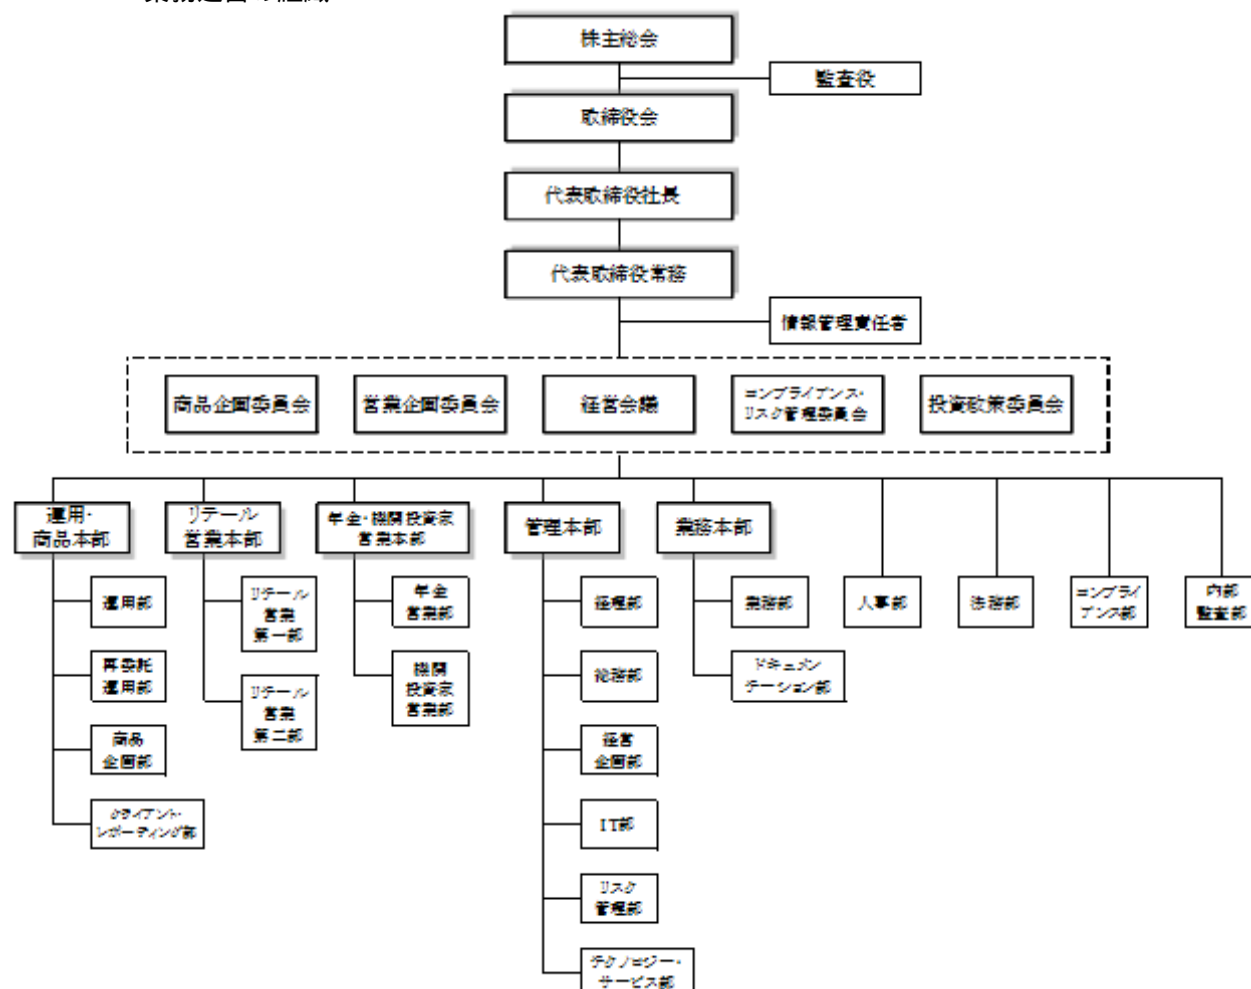 株主総会
監査役
取締役会
代表取締役社長
代表取締役常務
情報管理責任者
商品企画委員会
営業企画委員会
経営会議
コンプライアンス・
リスク管理委員会
投資政策委員会
運用・
商品本部
リテール
営業本部
年金・機関投資家
営業本部
管理本部
業務本部
運用部
再委託
運用部
商品
企画部
クライアント・
レポーティング部
リテール
営業
第一部
リテール
営業
第二部
年金
営業部
機関
投資家
営業部
経理部
総務部
経営
企画部
IT部
リスク
管理部
テクノロジー・
サービス部
業務部
ドキュメン
テーション部
人事部
法務部
コンプライ
アンス部
内部
監査部